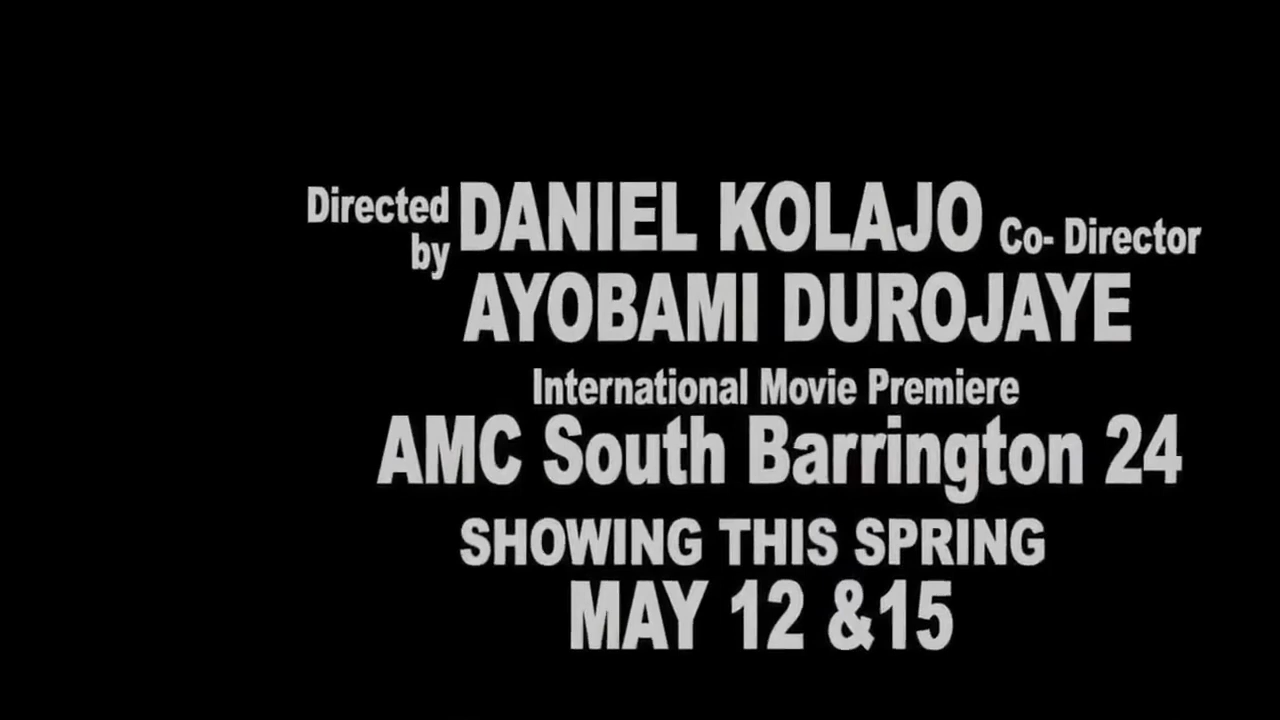 Directed by DANIEL KOLAJO Co- Director
AYOBAMI DUROJAYE
International Movie Premiere
AMC South Barrington 24
SHOWING THIS SPRING
MAY 12 &15